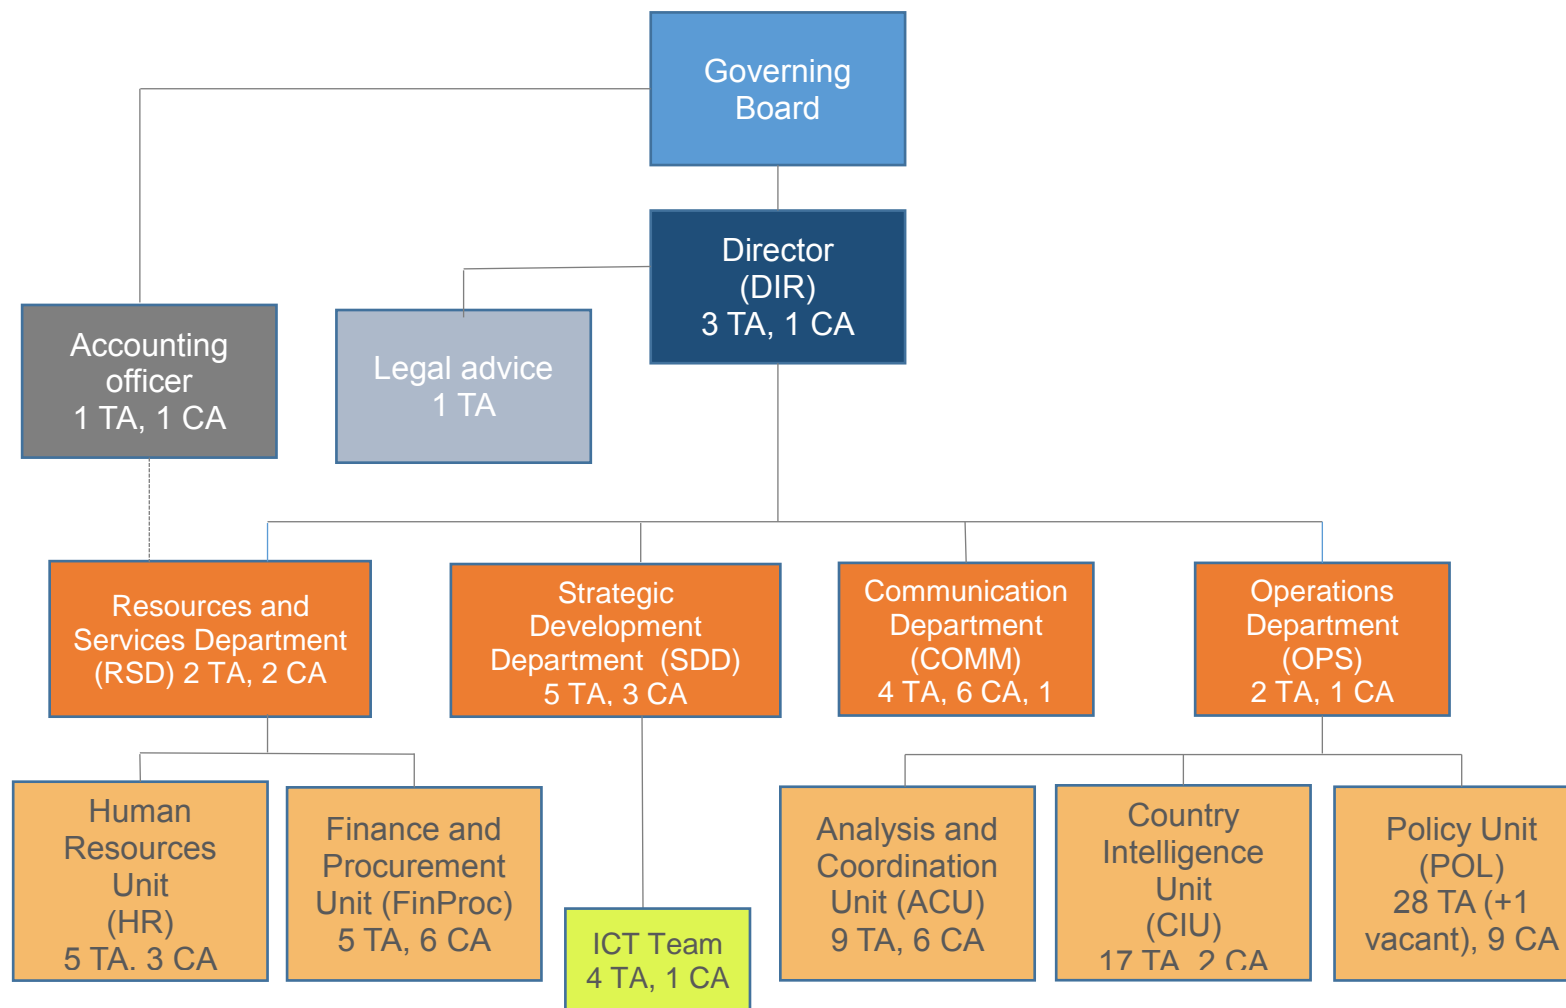 Governing
Board
Director
(DIR)
3 TA, 1 CA
Accounting
officer
1 TA, 1 CA
Legal advice
1 TA
Resources and
Services Department
(RSD) 2 TA, 2 CA
Strategic
Development
Department (SDD)
5 TA, 3 CA
Communication
Department
(COMM)
4 TA, 6 CA, 1
Operations
Department
(OPS)
2 TA, 1 CA
Human
Resources
Unit
(HR)
5 TA, 3 CA
Finance and
Procurement
Unit (FinProc)
5 TA, 6 CA
ICT Team
4 TA, 1 CA
Analysis and
Coordination
Unit (ACU)
9 TA, 6 CA
Country
Intelligence
Unit
(CIU)
17 TA, 2 CA
Policy Unit
(POL)
28 TA (+1
vacant), 9 CA